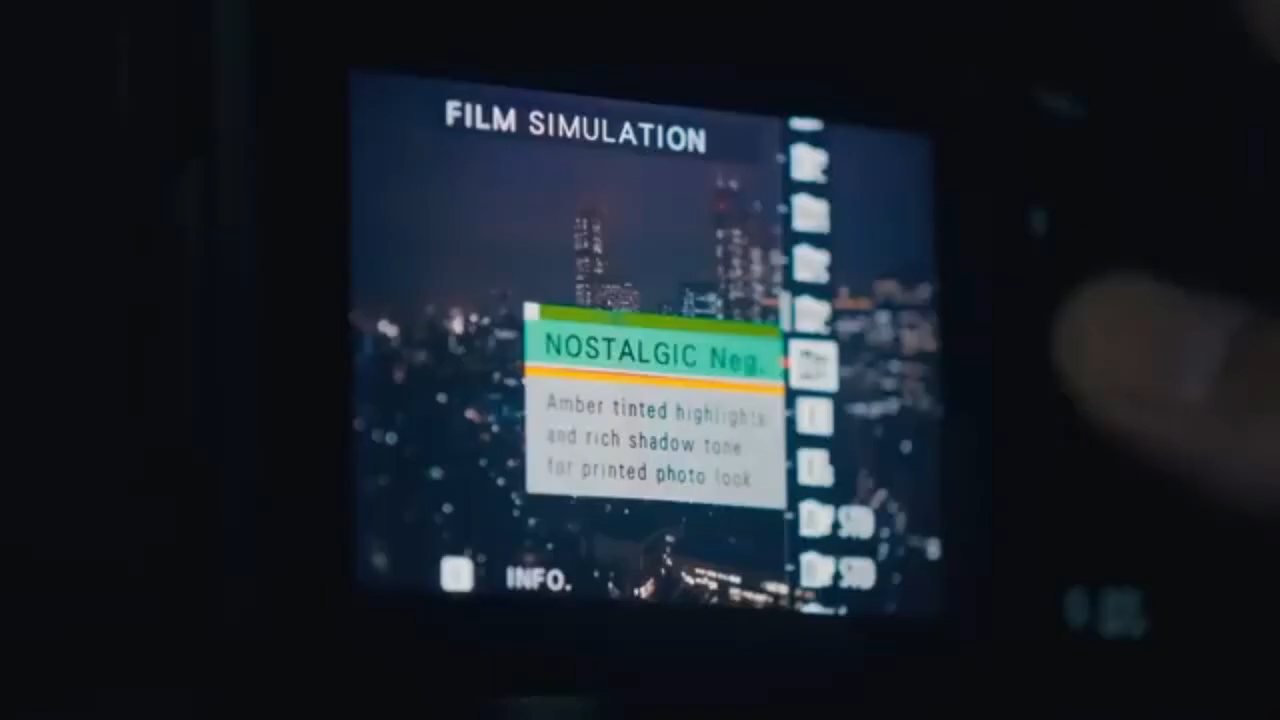 FILM SIMULATION
NOSTALGIC Neg.
Amber tinted highlights
and rich shadow tone
for printed photo look
INFO.